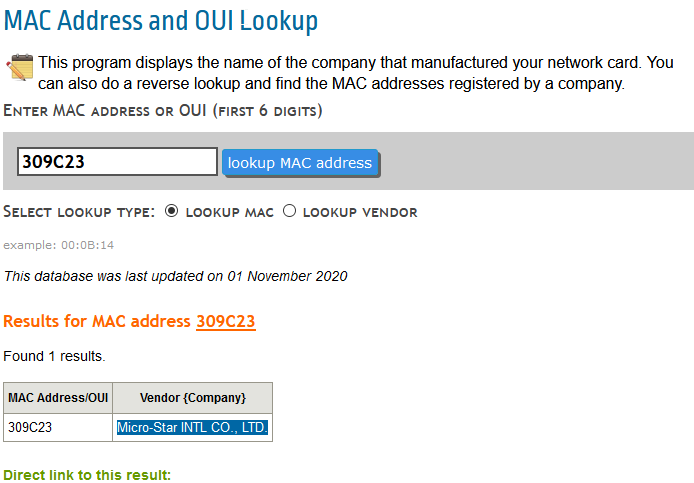 MAC Address and OUI Lookup
This program displays the name of the company that manufactured your network card. You
can also do a reverse lookup and find the MAC addresses registered by a company.
Enter MAC address or OUI (first 6 digits)
309C23 lookup MAC address
Select lookup type: lookup mac lookup vendor
example: 00:0B:14
This database was last updated on 01 November 2020
Results for MAC address 309C23
Found 1 results.
MAC Address/OUI Vendor {Company}
309C23 Micro-Star INTL CO., LTD.
Direct link to this result: